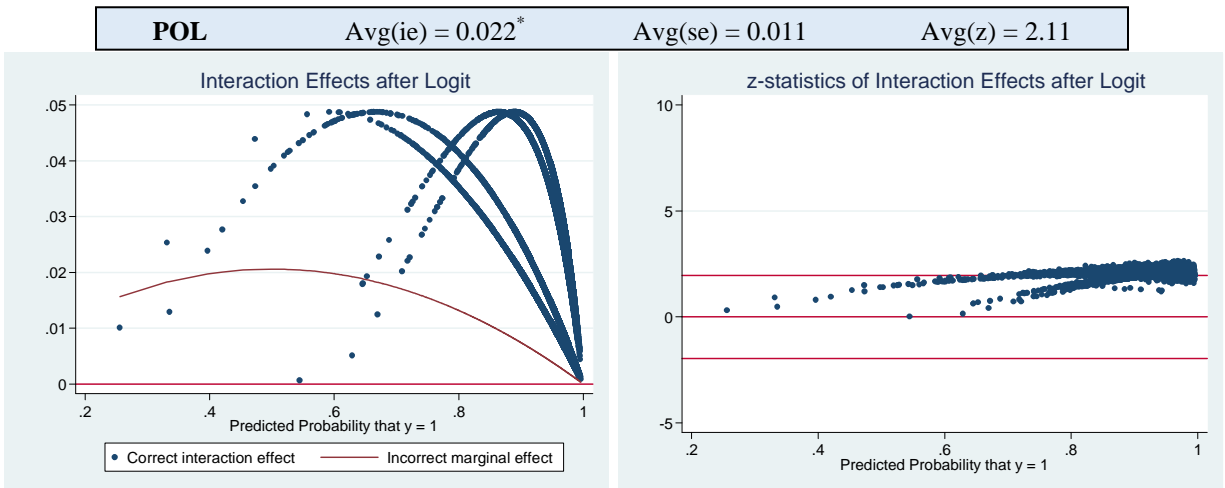 POL Avg(ie) = 0.022* Avg(se) = 0.011 Avg(z) = 2.11
Interaction Effects after Logit
.05
.04
.03
.02
.01
0
.2 .4 .6 .8 1
Predicted Probability that y = 1
Correct interaction effect Incorrect marginal effect
z-statistics of Interaction Effects after Logit
10
5
0
-5
.2 .4 .6 .8 1
Predicted Probability that y = 1